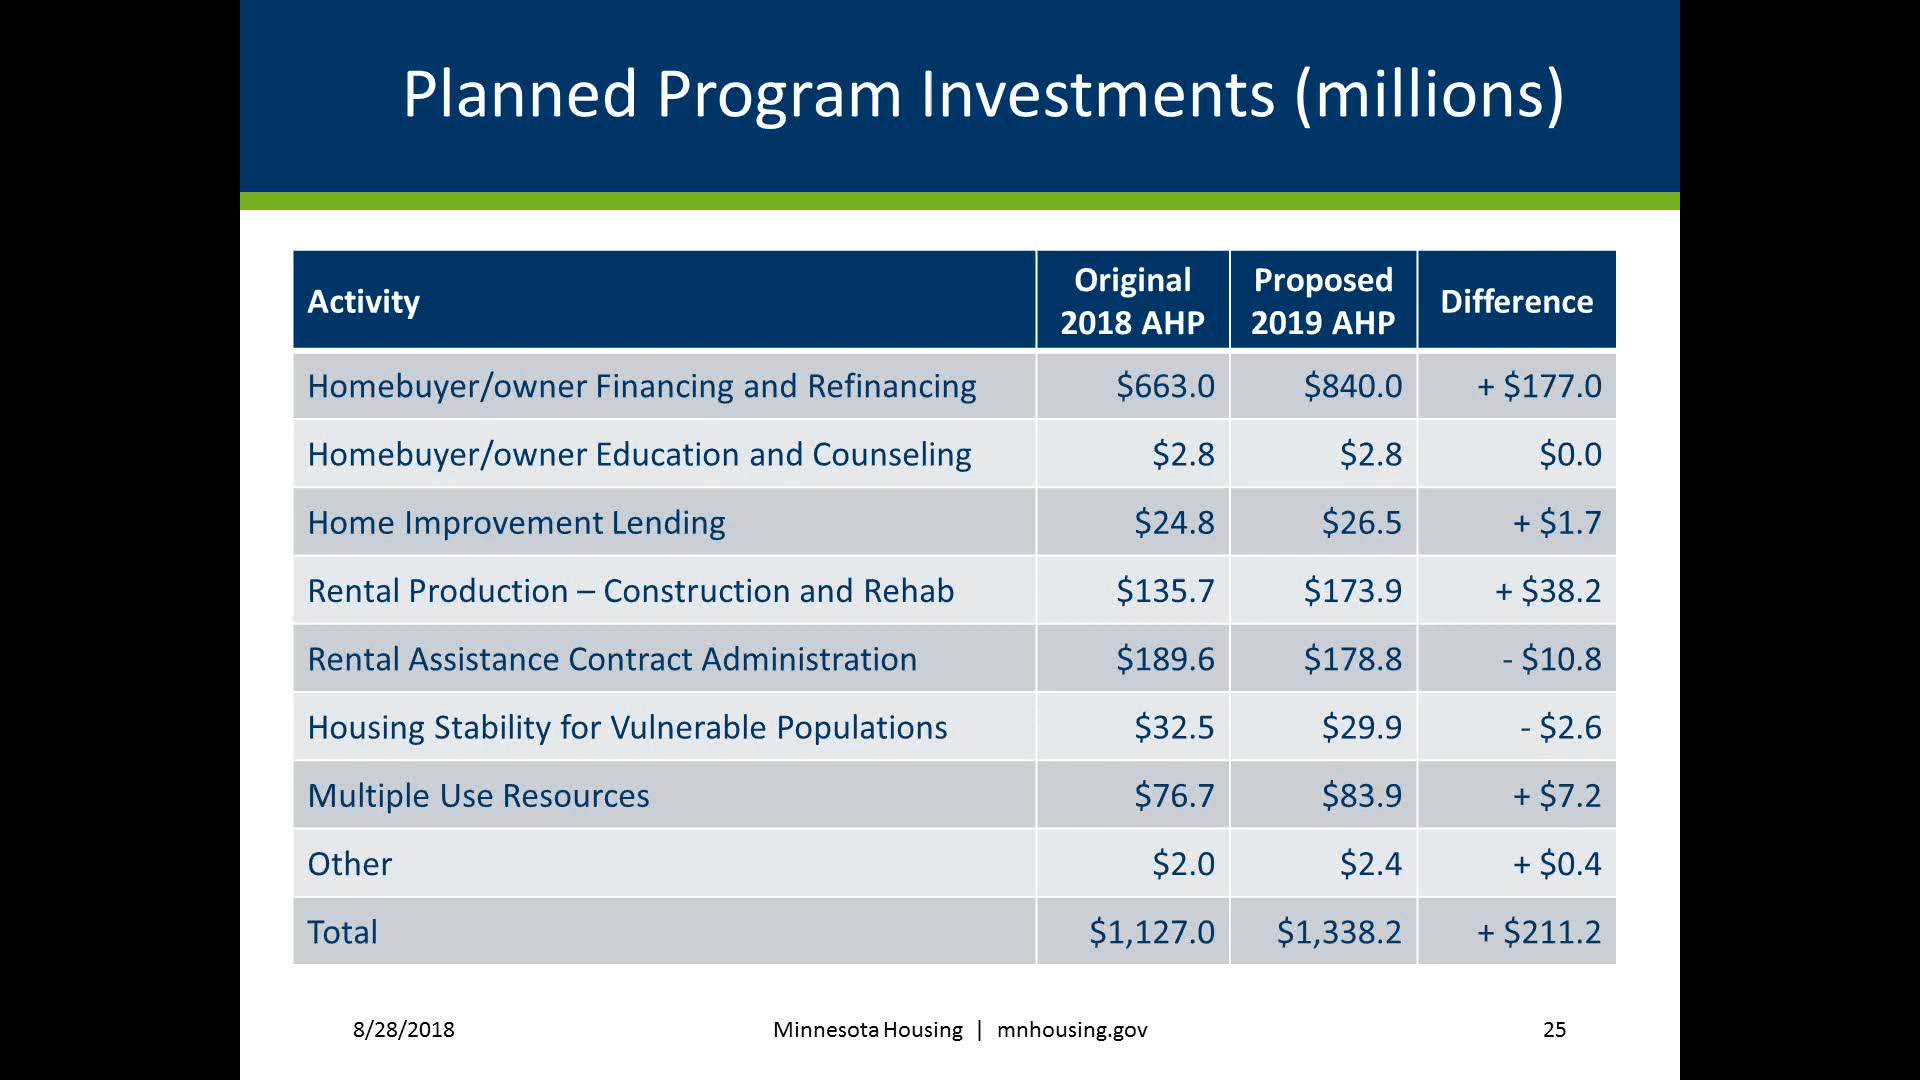 Planned Program Investments (millions)
Activity Original 2018 AHP Proposed 2019 AHP Difference
Homebuyer/owner Financing and Refinancing $663.0 $840.0 + $177.0
Homebuyer/owner Education and Counseling $2.8 $2.8 $0.0
Home Improvement Lending $24.8 $26.5 + $1.7
Rental Production – Construction and Rehab $135.7 $173.9 + $38.2
Rental Assistance Contract Administration $189.6 $178.8 - $10.8
Housing Stability for Vulnerable Populations $32.5 $29.9 - $2.6
Multiple Use Resources $76.7 $83.9 + $7.2
Other $2.0 $2.4 + $0.4
Total $1,127.0 $1,338.2 + $211.2
8/28/2018 Minnesota Housing | mnhousing.gov 25